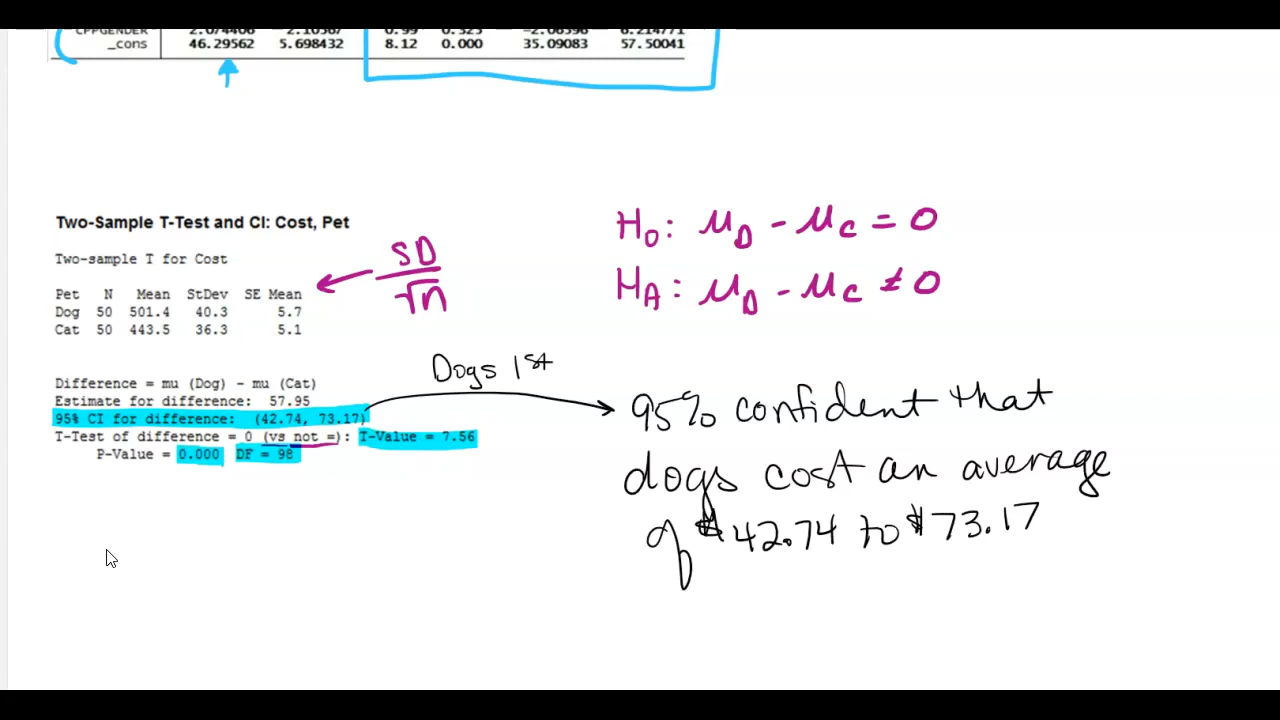 _cons 46.29562 5.698432 8.12 0.000 35.09083 57.50041
Two-Sample T-Test and CI: Cost, Pet
Two-sample T for Cost
Pet N Mean StDev SE Mean
Dog 50 501.4 40.3 5.7
Cat 50 443.5 36.3 5.1
SD
√n
H0: μD - μC = 0
HA: μD - μC ≠ 0
Difference = mu (Dog) - mu (Cat)
Estimate for difference: 57.95
95% CI for difference: (42.74, 73.17)
T-Test of difference = 0 (vs not =): T-Value = 7.56
P-Value = 0.000 DF = 98
Dogs 1st
95% confident that
dogs cost an average
of $42.74 to $73.17